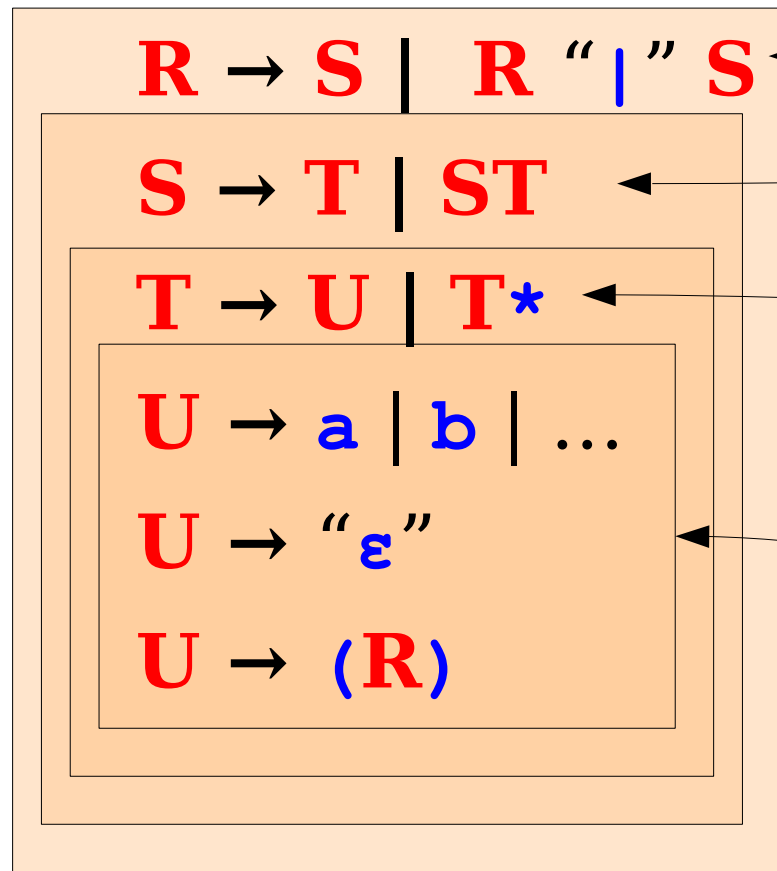 R → S | R “|” S
S → T | ST
T → U | T*
U → a | b | …
U → “ε”
U → (R)